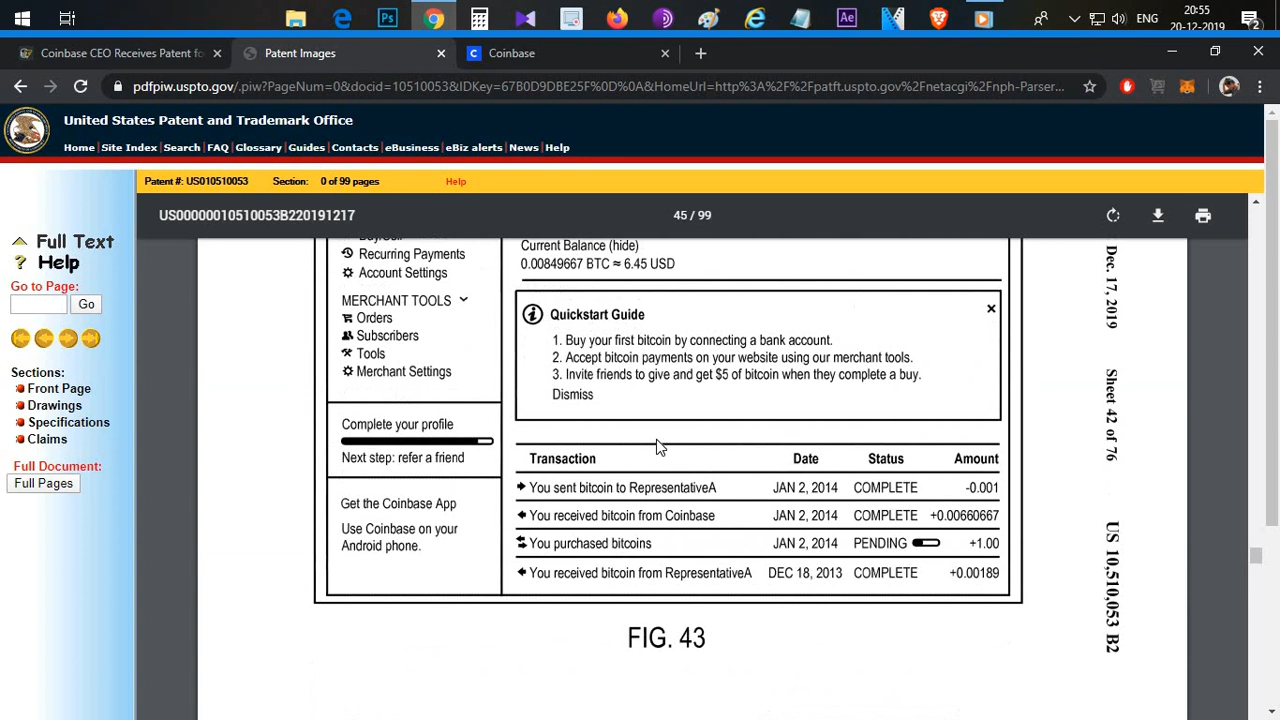 20:55
ENG
20-12-2019
Coinbase CEO Receives Patent for
Patent Images
Coinbase
pdfpiw.uspto.gov/.piw?PageNum=0&docid=10510053&IDKey=67B0D9DBE25F%0D%0A&HomeUrl=http%3A%2F%2Fpatft.uspto.gov%2Fnetacgi%2Fnph-Parser...
United States Patent and Trademark Office
Home | Site Index | Search | FAQ | Glossary | Guides | Contacts | eBusiness | eBiz alerts | News | Help
Patent #: US010510053 Section: 0 of 99 pages Help
US00000010510053B220191217
45 / 99
Full Text
Help
Go to Page:
Go
Sections:
Front Page
Drawings
Specifications
Claims
Full Document:
Full Pages
Recurring Payments
Account Settings
MERCHANT TOOLS
Orders
Subscribers
Tools
Merchant Settings
Complete your profile
Next step: refer a friend
Get the Coinbase App
Use Coinbase on your
Android phone.
Current Balance (hide)
0.00849667 BTC ≈ 6.45 USD
Quickstart Guide
1. Buy your first bitcoin by connecting a bank account.
2. Accept bitcoin payments on your website using our merchant tools.
3. Invite friends to give and get $5 of bitcoin when they complete a buy.
Dismiss
Transaction Date Status Amount
You sent bitcoin to RepresentativeA JAN 2, 2014 COMPLETE -0.001
You received bitcoin from Coinbase JAN 2, 2014 COMPLETE +0.00660667
You purchased bitcoins JAN 2, 2014 PENDING +1.00
You received bitcoin from RepresentativeA DEC 18, 2013 COMPLETE +0.00189
FIG. 43
Dec. 17, 2019
Sheet 42 of 76
US 10,510,053 B2